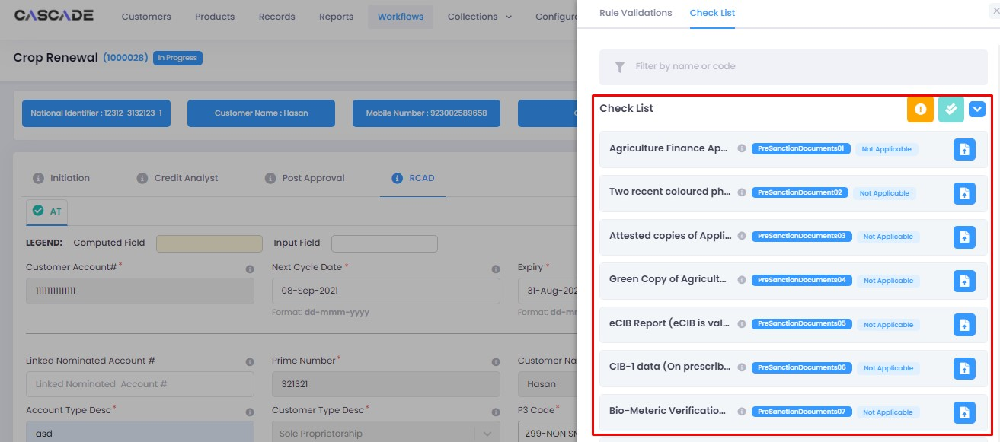 CASCADE Customers Products Records Reports Workflows Collections
Crop Renewal (1000028) In Progress
National Identifier : 12312-3132123-1 Customer Name : Hasan Mobile Number : 923002589658
Initiation Credit Analyst Post Approval RCAD
AT
LEGEND: Computed Field Input Field
Customer Account#* Next Cycle Date * Expiry *
11111111111111 08-Sep-2021 31-Aug-202
Format: dd-mmm-yyyy Format: dd-m
Linked Nominated Account # Prime Number* Customer Na
Linked Nominated Account # 321321 Hasan
Account Type Desc* Customer Type Desc* P3 Code*
asd Sole Proprietorship Z99-NON SM
Rule Validations Check List
Filter by name or code
Check List
Agriculture Finance Ap... PreSanctionDocuments01 Not Applicable
Two recent coloured ph... PreSanctionDocument02 Not Applicable
Attested copies of Appli... PreSanctionDocuments03 Not Applicable
Green Copy of Agricult... PreSanctionDocuments04 Not Applicable
eCIB Report (eCIB is val... PreSanctionDocuments05 Not Applicable
CIB-1 data (On prescrib... PreSanctionDocuments06 Not Applicable
Bio-Meteric Verificatio... PreSanctionDocuments07 Not Applicable